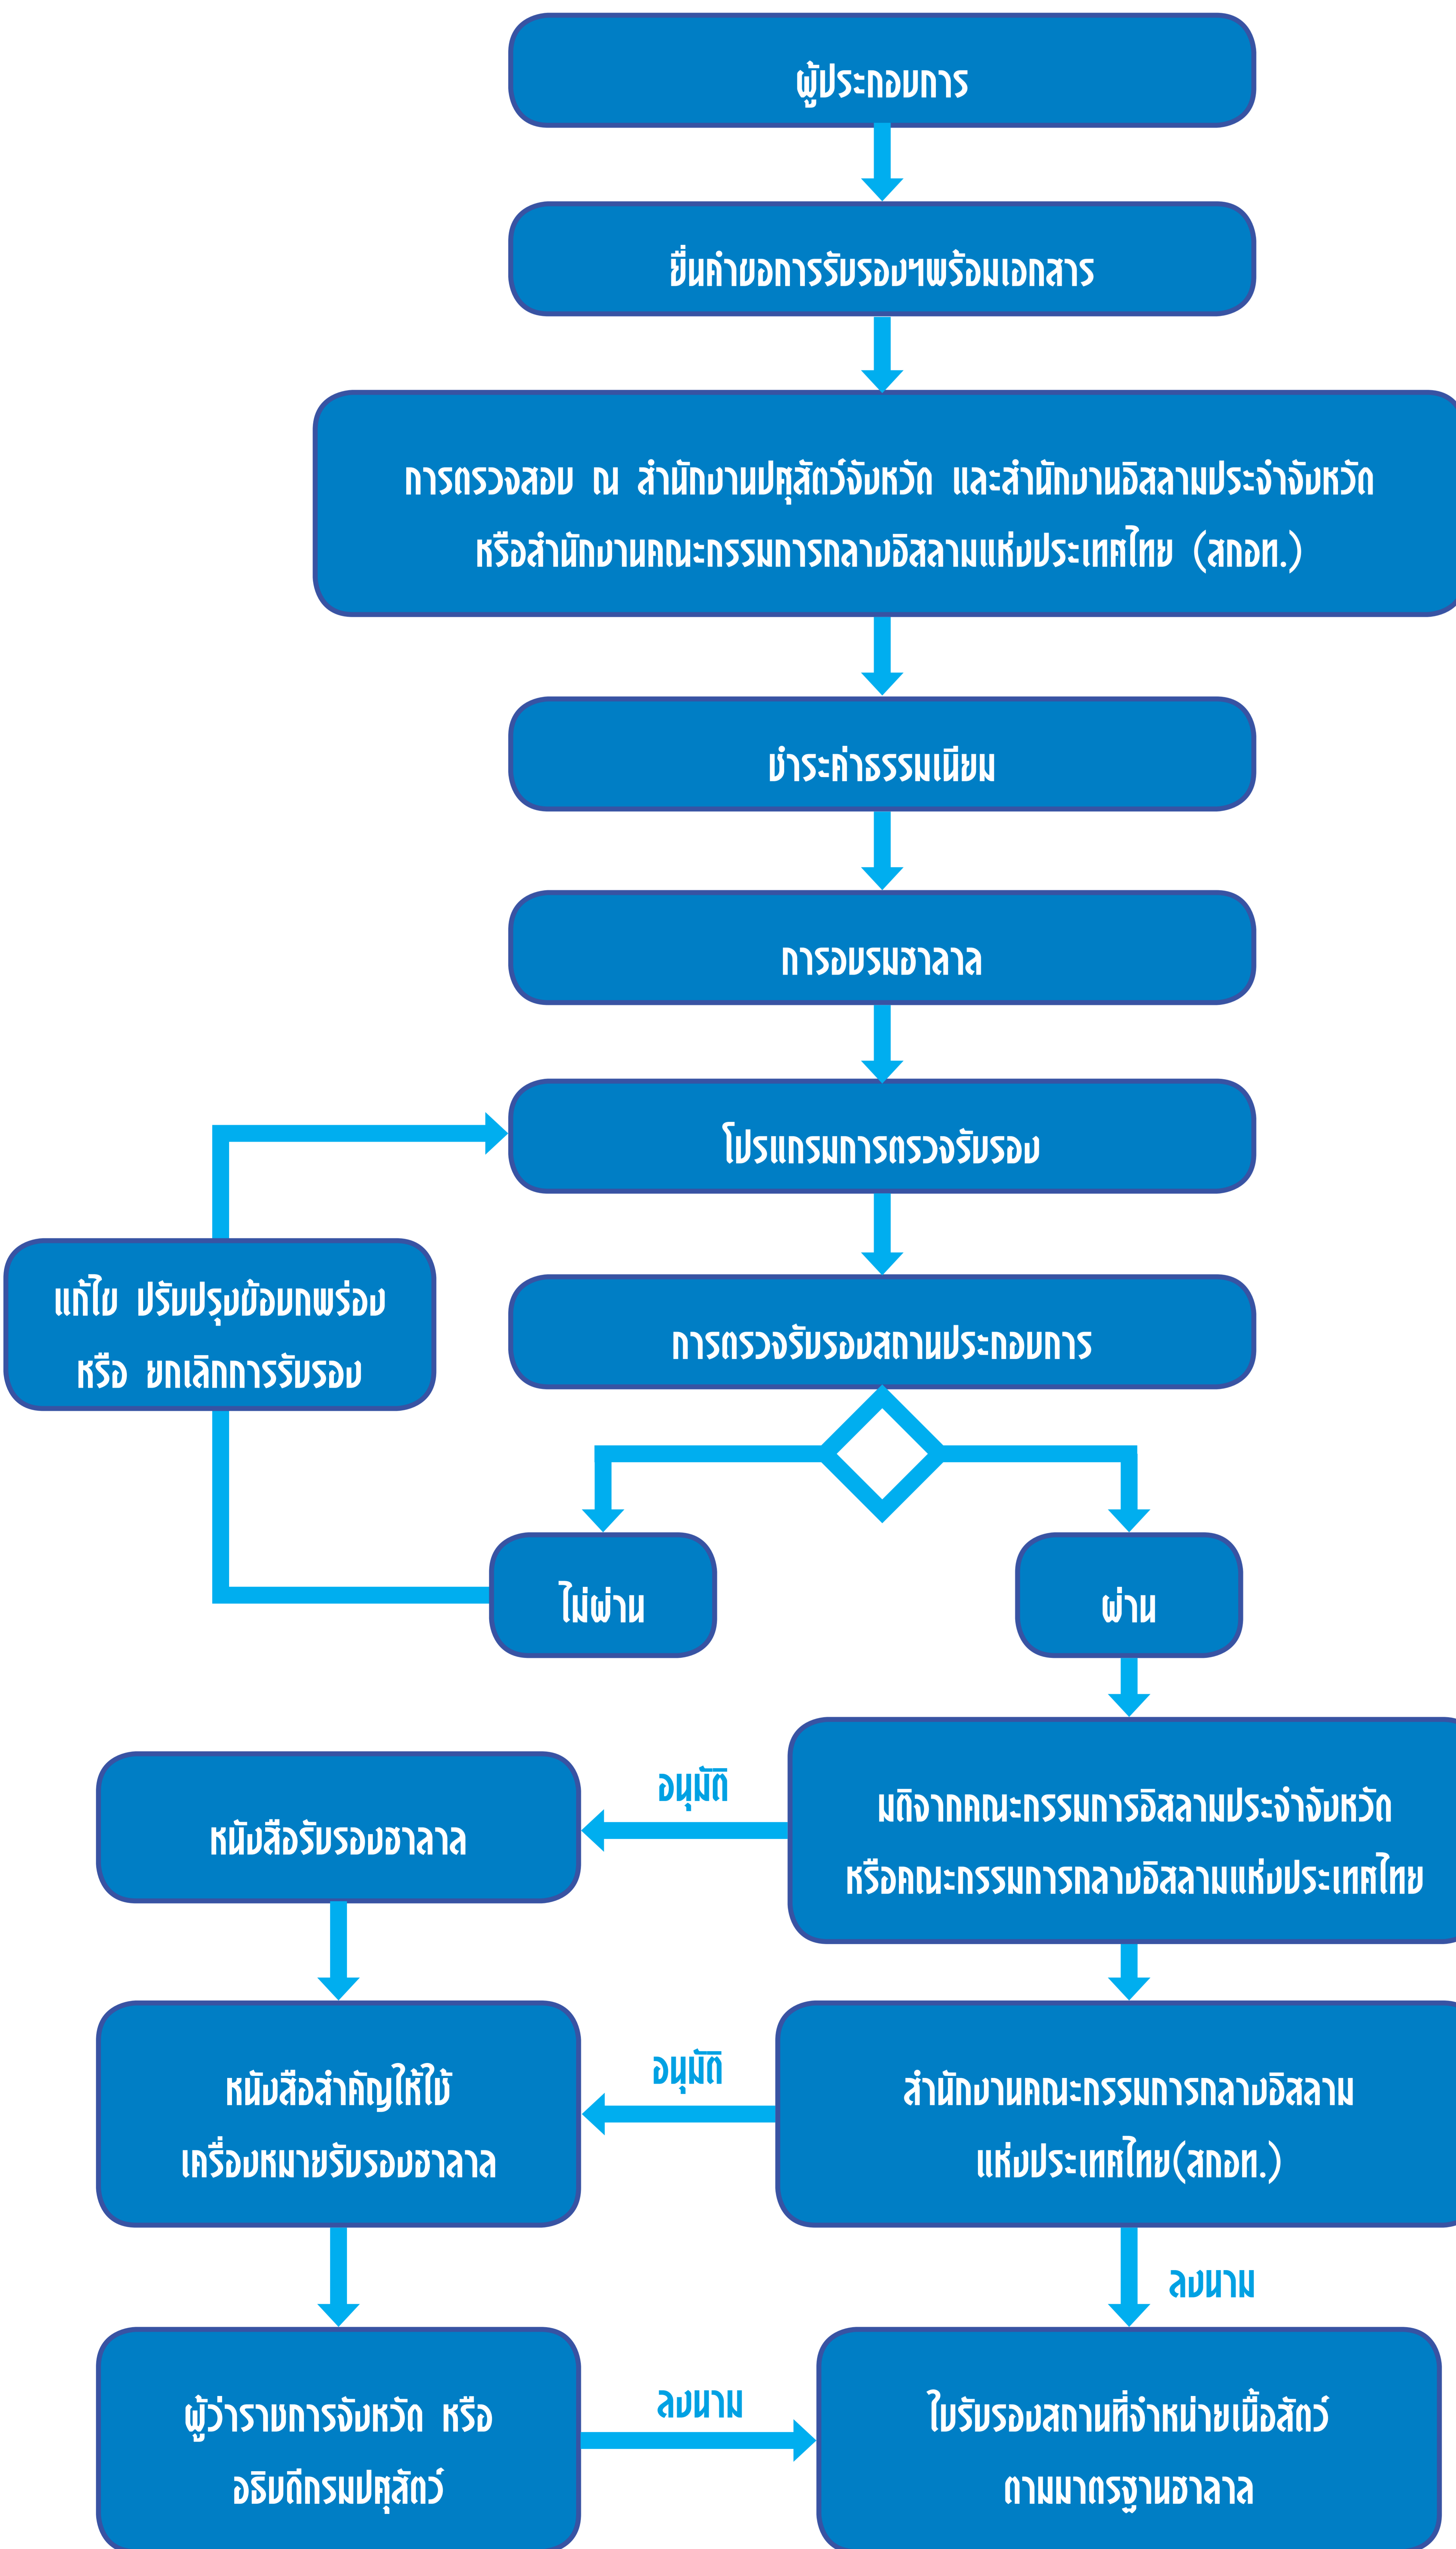 ผู้ประกอบการ
ยื่นคำขอการรับรองฯพร้อมเอกสาร
การตรวจสอบ ณ สำนักงานปศุสัตว์จังหวัด และสำนักงานอิสลามประจำจังหวัด
หรือสำนักงานคณะกรรมการกลางอิสลามแห่งประเทศไทย (สกอท.)
ชำระค่าธรรมเนียม
การอบรมฮาลาล
โปรแกรมการตรวจรับรอง
แก้ไข ปรับปรุงข้อบกพร่อง
หรือ ยกเลิกการรับรอง
การตรวจรับรองสถานประกอบการ
ไม่ผ่าน
ผ่าน
อนุมัติ
มติจากคณะกรรมการอิสลามประจำจังหวัด
หรือคณะกรรมการกลางอิสลามแห่งประเทศไทย
หนังสือรับรองฮาลาล
อนุมัติ
หนังสือสำคัญให้ใช้
เครื่องหมายรับรองฮาลาล
สำนักงานคณะกรรมการกลางอิสลาม
แห่งประเทศไทย(สกอท.)
ลงนาม
ผู้ว่าราชการจังหวัด หรือ
อธิบดีกรมปศุสัตว์
ลงนาม
ใบรับรองสถานที่จำหน่ายเนื้อสัตว์
ตามมาตรฐานฮาลาล